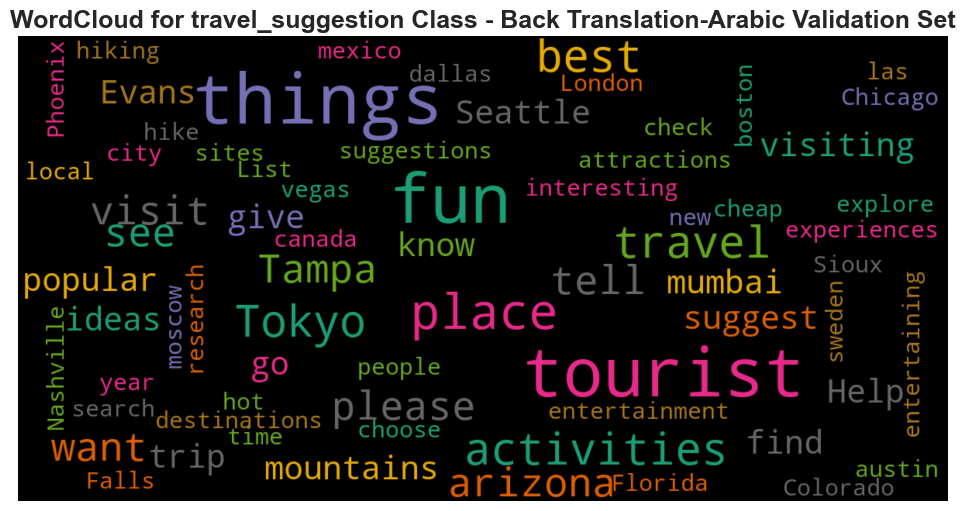 WordCloud for travel_suggestion Class - Back Translation-Arabic Validation Set
Phoenix
hiking
mexico
best
things
dallas
London
las
Evans
Seattle
boston
Chicago
hike
check
city
sites
suggestions
attractions
visiting
local
List
vegas
fun
interesting
visit
give
new
cheap
explore
see
canada
know
travel
experiences
popular
Tampa
tell
mumbai
Sioux
research
moscow
ideas
Tokyo
place
suggest
sweden
entertaining
Nashville
go
people
tourist
year
hot
Help
search
destinations
please
entertainment
choose
want
trip
time
activities
find
mountains
austin
Falls
arizona
Florida
Colorado